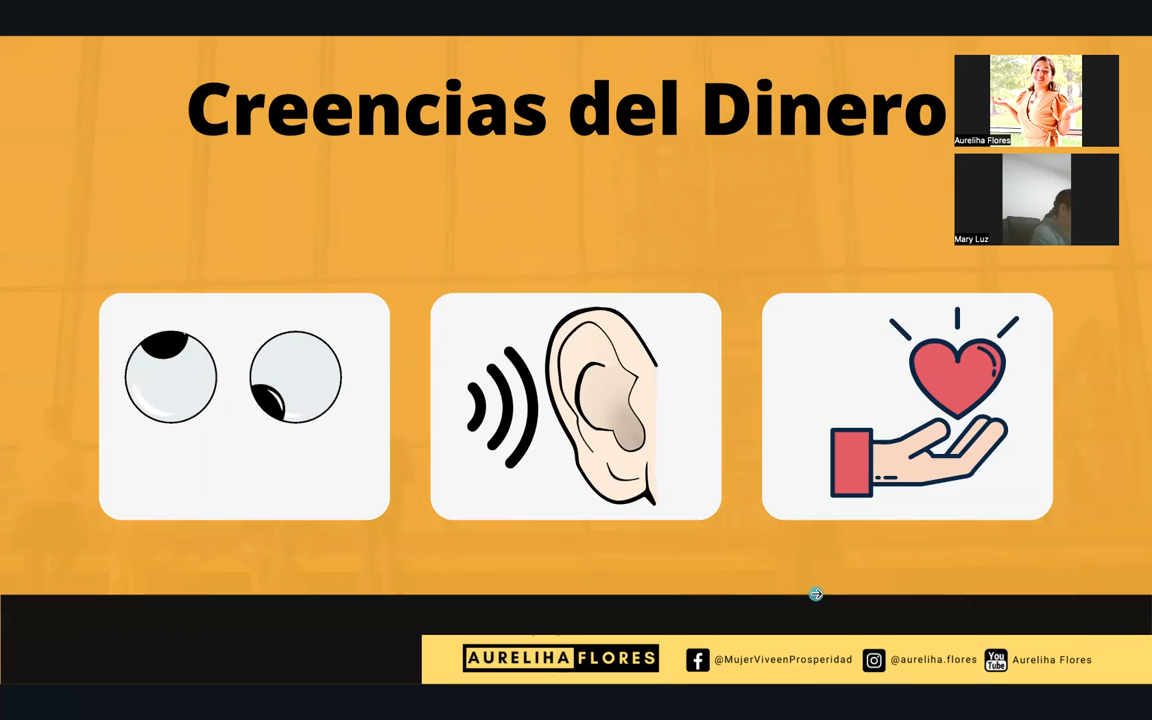 Creencias del Dinero
Aureliha Flores
Mary Luz
AURELIHA FLORES
@MujerViveenProsperidad
@aureliha.flores
You
Tube
Aureliha Flores